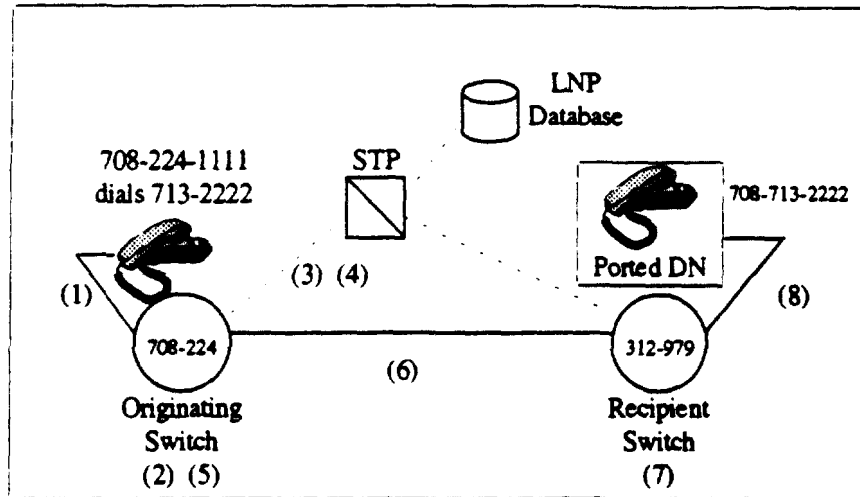 LNP
Database
708-224-1111
dials 713-2222
STP
708-713-2222
Ported DN
(1)
(3) (4)
(8)
708-224
(6)
312-979
Originating
Switch
(2) (5)
Recipient
Switch
(7)